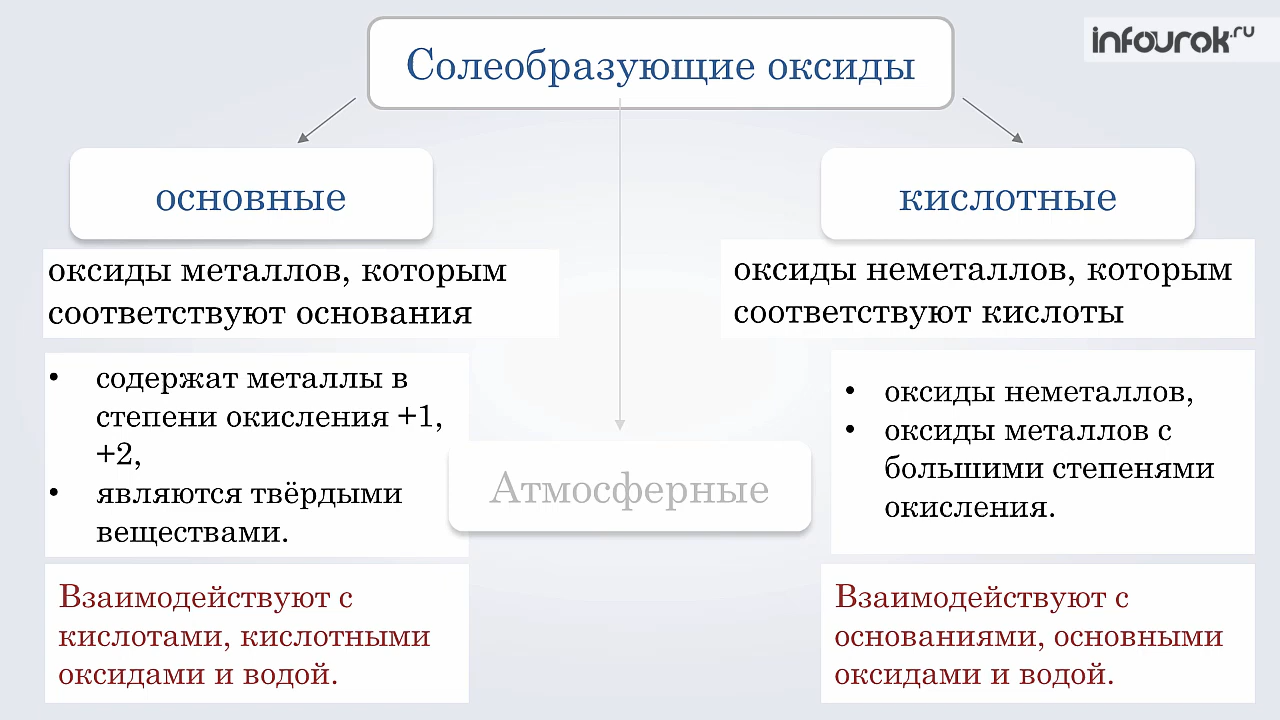 Солеобразующие оксиды
infourok.ru
основные
кислотные
оксиды металлов, которым
соответствуют основания
оксиды неметаллов, которым
соответствуют кислоты
• содержат металлы в
степени окисления +1,
+2,
• являются твёрдыми
веществами.
Атмосферные
• оксиды неметаллов,
• оксиды металлов с
большими степенями
окисления.
Взаимодействуют с
кислотами, кислотными
оксидами и водой.
Взаимодействуют с
основаниями, основными
оксидами и водой.